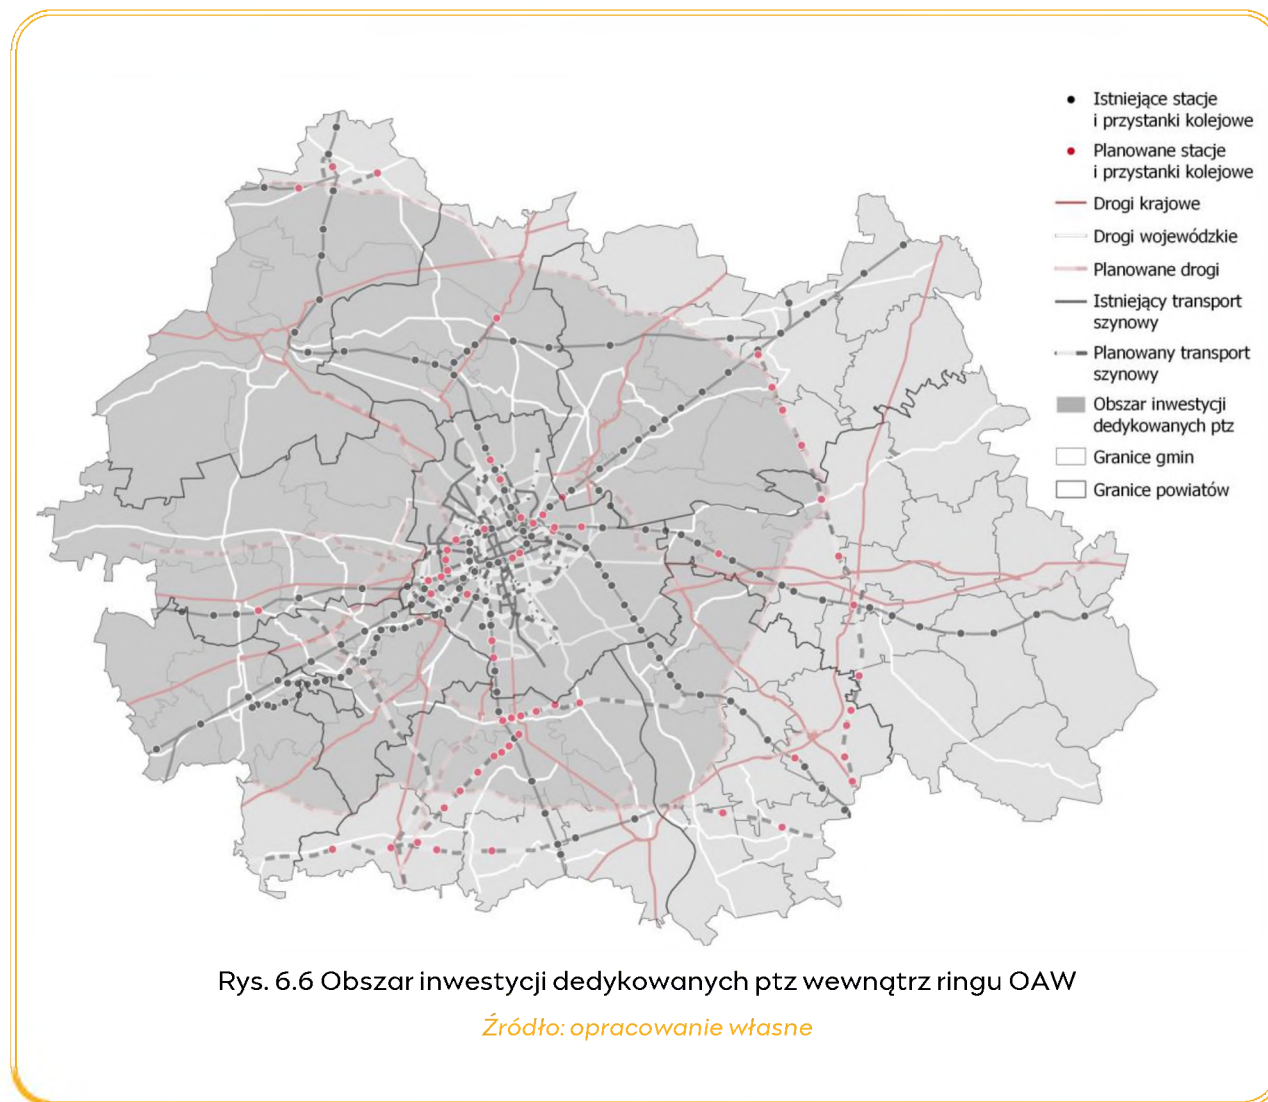 Istniejące stacje
i przystanki kolejowe
Planowane stacje
i przystanki kolejowe
Drogi krajowe
Drogi wojewódzkie
Planowane drogi
Istniejący transport
szynowy
Planowany transport
szynowy
Obszar inwestycji
dedykowanych ptz
Granice gmin
Granice powiatów
Rys. 6.6 Obszar inwestycji dedykowanych ptz wewnątrz ringu OAW
Źródło: opracowanie własne